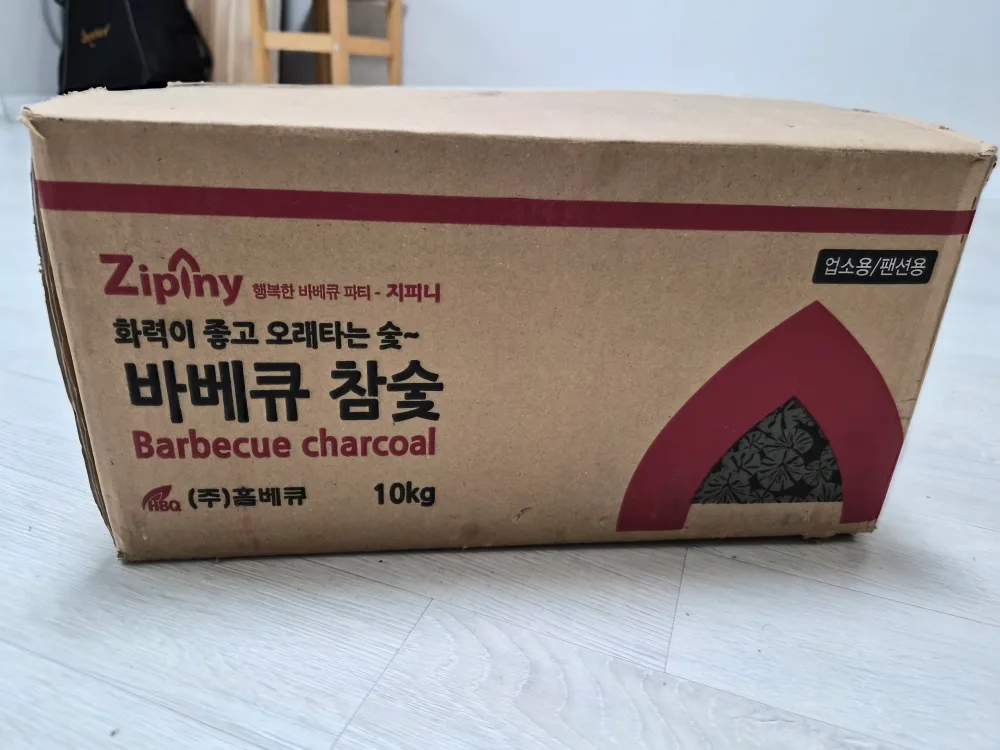 업소용/팬션용
Zipiny 행복한 바베큐 파티 - 지피니
화력이 좋고 오래타는 숯~
바베큐 참숯
Barbecue charcoal
HBQ (주)홈베큐 10kg